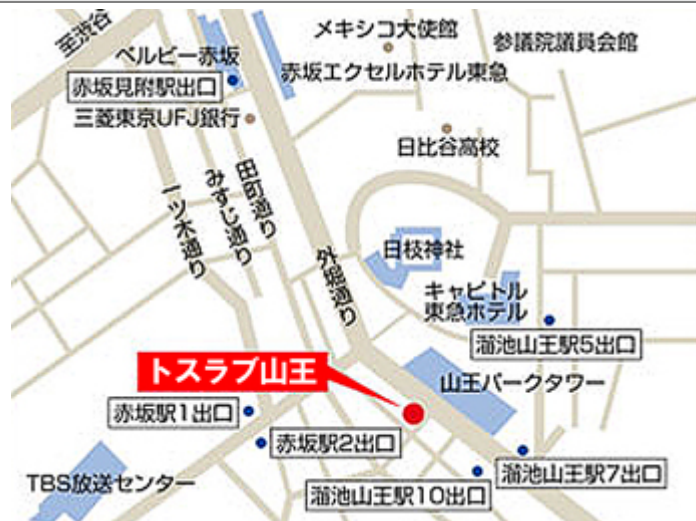 至渋谷
ベルビー赤坂
赤坂見附駅出口
三菱東京UFJ銀行
メキシコ大使館
赤坂エクセルホテル東急
参議院議員会館
日比谷高校
一ツ木通り
みすじ通り
田町通り
外堀通り
日枝神社
キャピトル
東急ホテル
溜池山王駅5出口
トスラブ山王
山王パークタワー
赤坂駅1出口
赤坂駅2出口
TBS放送センター
溜池山王駅10出口
溜池山王駅7出口